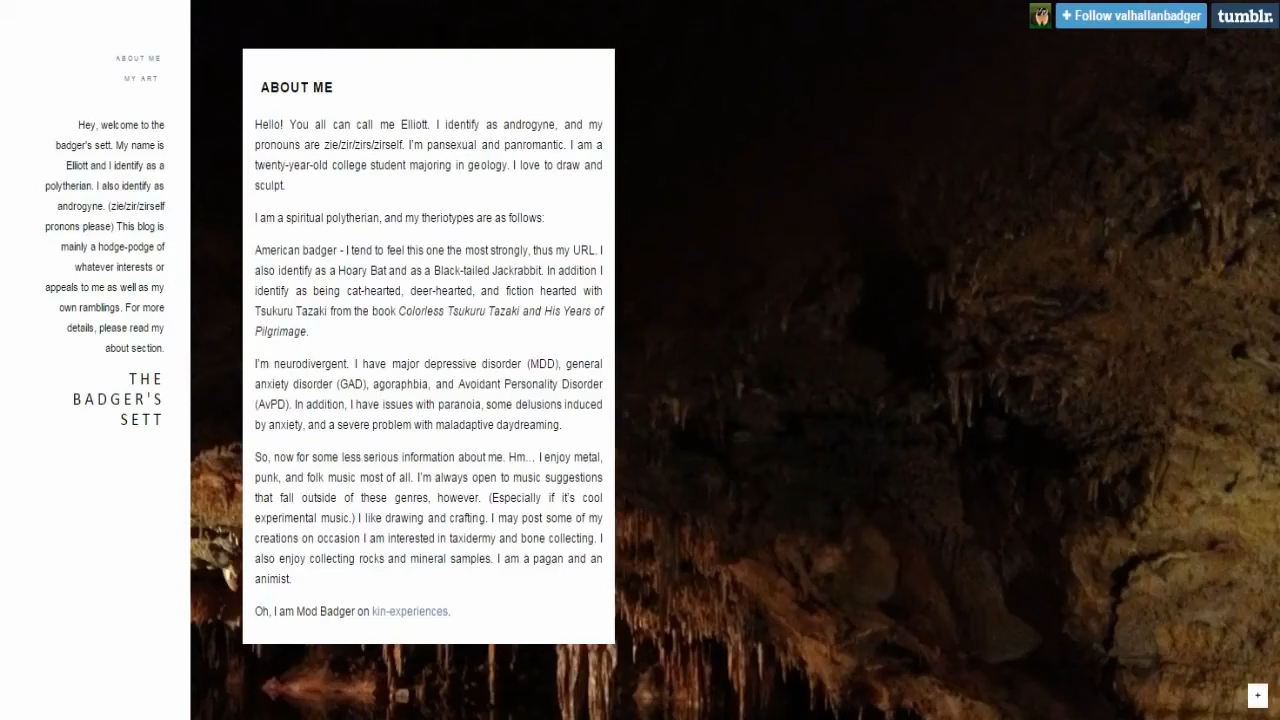 + Follow valhallanbadger
tumblr.
ABOUT ME
MY ART
Hey, welcome to the
badger's sett. My name is
Elliott and I identify as a
polytherian. I also identify as
androgyne. (zie/zir/zirself
pronons please) This blog is
mainly a hodge-podge of
whatever interests or
appeals to me as well as my
own ramblings. For more
details, please read my
about section.
THE
BADGER'S
SETT
ABOUT ME
Hello! You all can call me Elliott. I identify as androgyne, and my
pronouns are zie/zir/zirs/zirself. I'm pansexual and panromantic. I am a
twenty-year-old college student majoring in geology. I love to draw and
sculpt.
I am a spiritual polytherian, and my theriotypes are as follows:
American badger - I tend to feel this one the most strongly, thus my URL. I
also identify as a Hoary Bat and as a Black-tailed Jackrabbit. In addition I
identify as being cat-hearted, deer-hearted, and fiction hearted with
Tsukuru Tazaki from the book Colorless Tsukuru Tazaki and His Years of
Pilgrimage.
I'm neurodivergent. I have major depressive disorder (MDD), general
anxiety disorder (GAD), agoraphbia, and Avoidant Personality Disorder
(AvPD). In addition, I have issues with paranoia, some delusions induced
by anxiety, and a severe problem with maladaptive daydreaming.
So, now for some less serious information about me. Hm... I enjoy metal,
punk, and folk music most of all. I'm always open to music suggestions
that fall outside of these genres, however. (Especially if it's cool
experimental music.) I like drawing and crafting. I may post some of my
creations on occasion I am interested in taxidermy and bone collecting. I
also enjoy collecting rocks and mineral samples. I am a pagan and an
animist.
Oh, I am Mod Badger on kin-experiences.
+